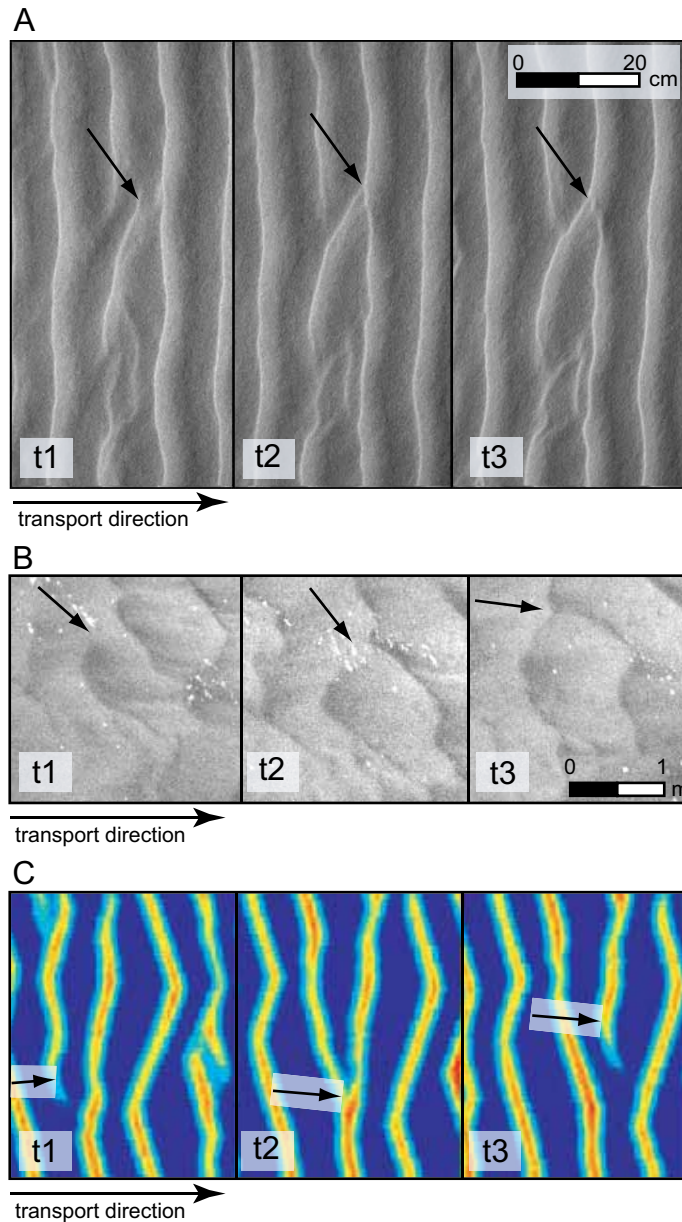 A
0 20
cm
t1
t2
t3
transport direction
B
t1
t2
t3
0 1
m
transport direction
C
t1
t2
t3
transport direction